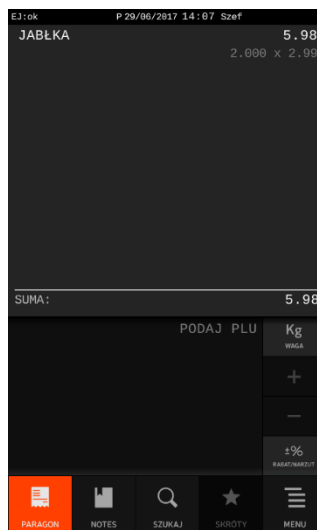 EJ:ok P 29/06/2017 14:07 Szef
JABŁKA 5.98
2.000 x 2.99
SUMA: 5.98
PODAJ PLU
Kg
WAGA
+
−
±%
RABAT/NARZUT
PARAGON NOTES SZUKAJ SKRÓTY MENU